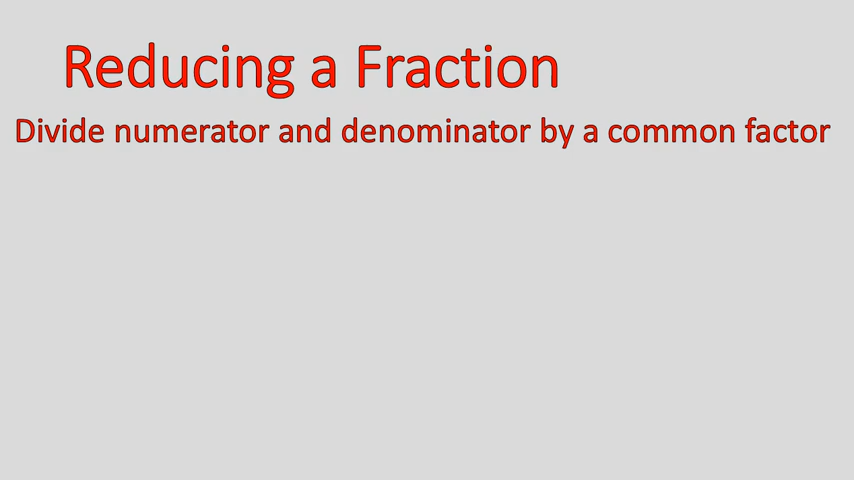 Reducing a Fraction
Divide numerator and denominator by a common factor